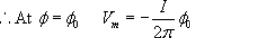 ∴ At ϕ = ϕ₀  Vₘ = −I/2π ϕ₀